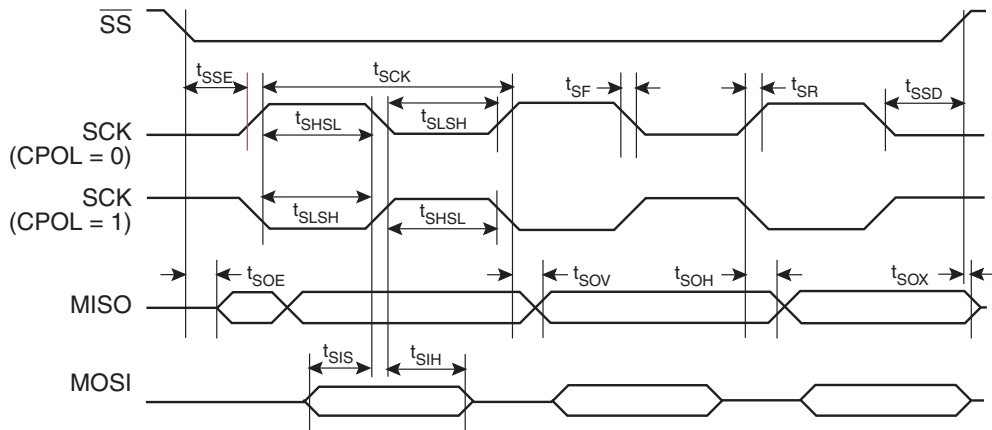 SS
tSSE
tSCK
tSF
tSR
tSSD
tSHSL
tSLSH
SCK
(CPOL = 0)
SCK
(CPOL = 1)
tSLSH
tSHSL
tSOE
tSOV
tSOH
tSOX
MISO
tSIS
tSIH
MOSI